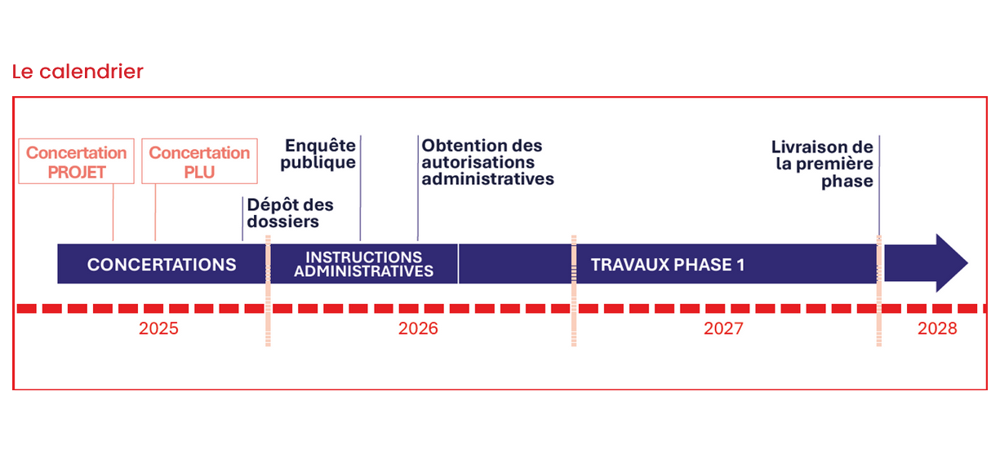 Le calendrier
Concertation
PROJET
Concertation
PLU
Dépôt des
dossiers
Enquête
publique
Obtention des
autorisations
administratives
Livraison de
la première
phase
CONCERTATIONS
INSTRUCTIONS
ADMINISTRATIVES
TRAVAUX PHASE 1
2025
2026
2027
2028